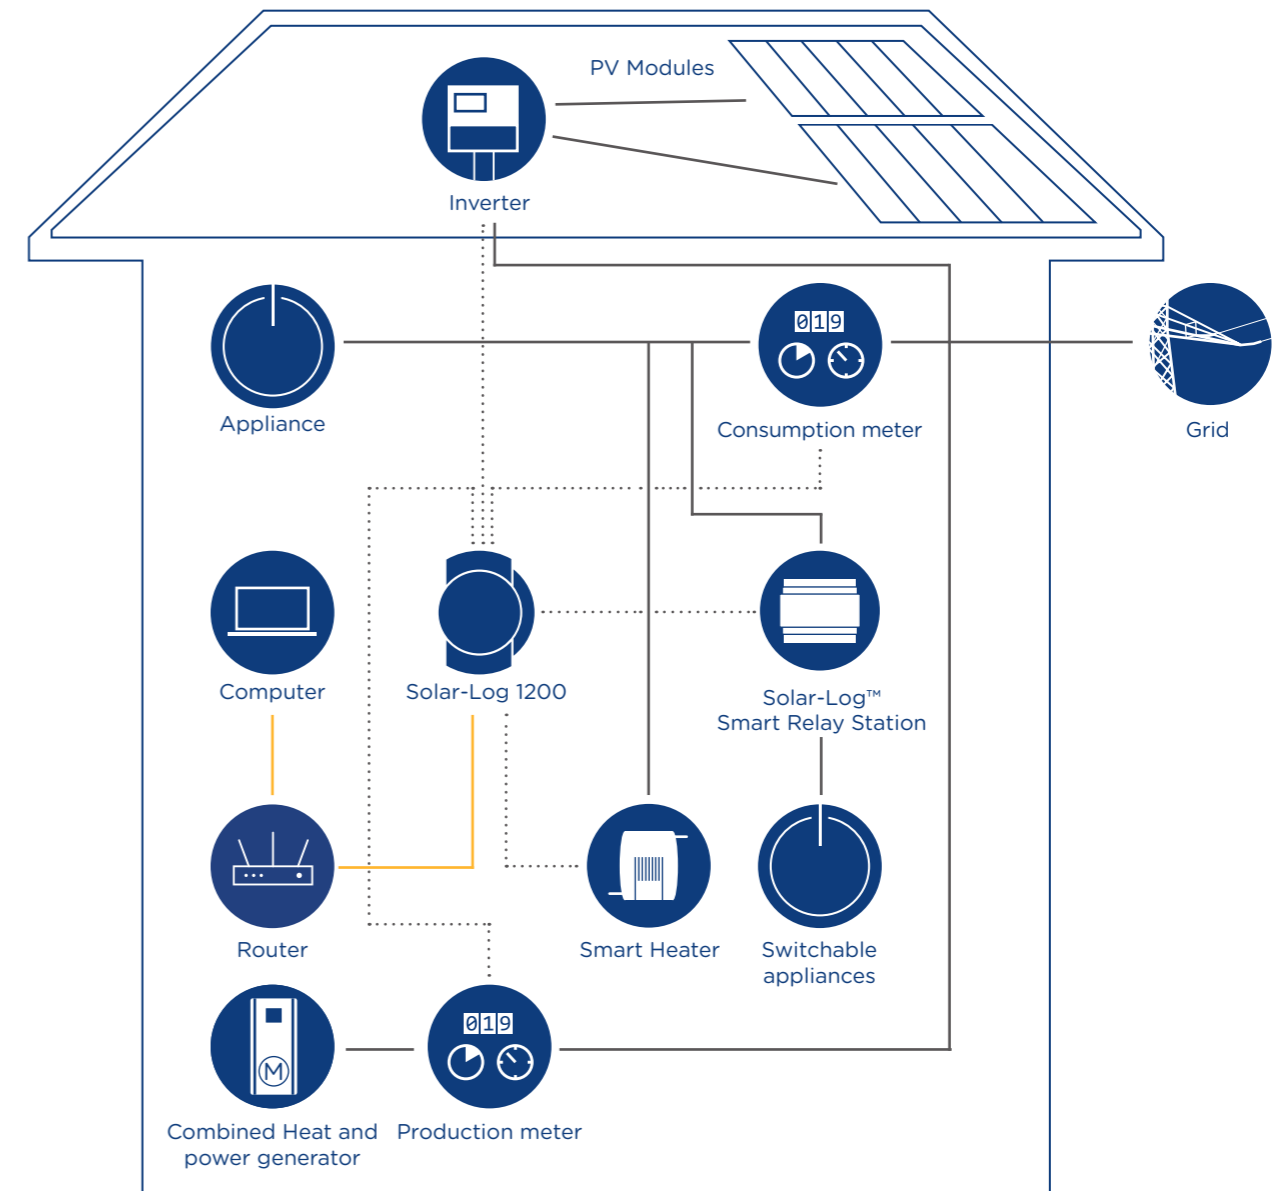 PV Modules
Inverter
019
Appliance
Consumption meter
Grid
Computer
Solar-Log 1200
Solar-Log™
Smart Relay Station
Router
Smart Heater
Switchable
appliances
M
019
Combined Heat and
power generator
Production meter